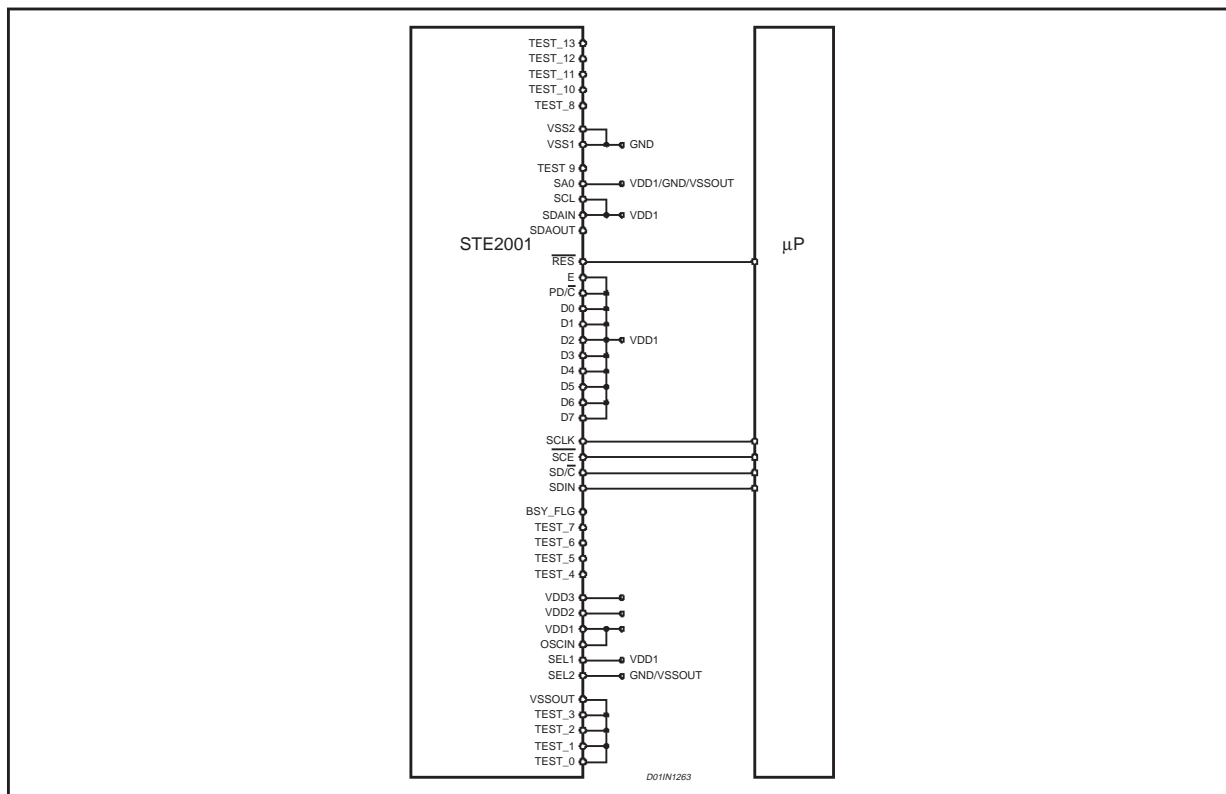 TEST_13
TEST_12
TEST_11
TEST_10
TEST_8
VSS2
VSS1 GND
TEST 9
SA0 VDD1/GND/VSSOUT
SCL
SDAIN VDD1
SDAOUT
STE2001 μP
R̅E̅S̅
E
PD/C̅
D0
D1
D2 VDD1
D3
D4
D5
D6
D7
SCLK
S̅C̅E̅
SD/C̅
SDIN
BSY_FLG
TEST_7
TEST_6
TEST_5
TEST_4
VDD3
VDD2
VDD1
OSCIN
SEL1 VDD1
SEL2 GND/VSSOUT
VSSOUT
TEST_3
TEST_2
TEST_1
TEST_0
D01IN1263